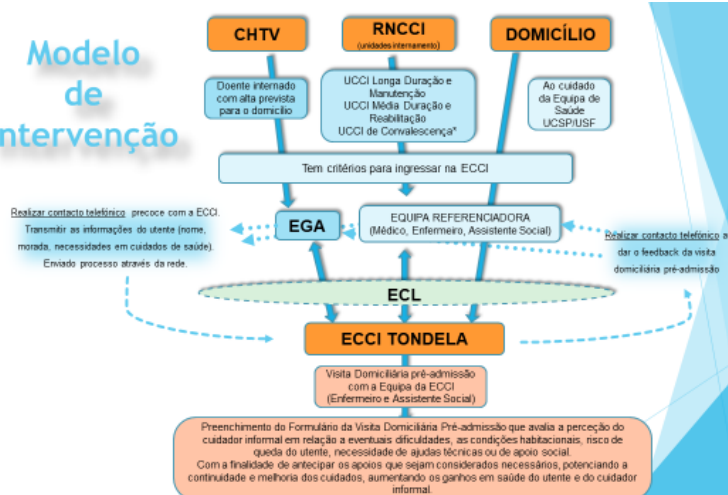 Modelo
de
ntervenção
CHTV
RNCCI
(unidades internamento)
DOMICÍLIO
Doente internado
com alta prevista
para o domicílio
UCCI Longa Duração e
Manutenção
UCCI Média Duração e
Reabilitação
UCCI de Convalescença*
Ao cuidado
da Equipa de
Saúde
UCSP/USF
Tem critérios para ingressar na ECCI
Realizar contacto telefónico precoce com a ECCI.
Transmitir as informações do utente (nome,
morada, necessidades em cuidados de saúde).
Enviado processo através da rede.
EGA
EQUIPA REFERENCIADORA
(Médico, Enfermeiro, Assistente Social)
Realizar contacto telefónico a
dar o feedback da visita
domiciliária pré-admissão
ECL
ECCI TONDELA
Visita Domiciliária pré-admissão
com a Equipa da ECCI
(Enfermeiro e Assistente Social)
Preenchimento do Formulário da Visita Domiciliária Pré-admissão que avalia a perceção do
cuidador informal em relação a eventuais dificuldades, as condições habitacionais, risco de
queda do utente, necessidade de ajudas técnicas ou de apoio social.
Com a finalidade de antecipar os apoios que sejam considerados necessários, potenciando a
continuidade e melhoria dos cuidados, aumentando os ganhos em saúde do utente e do cuidador
informal